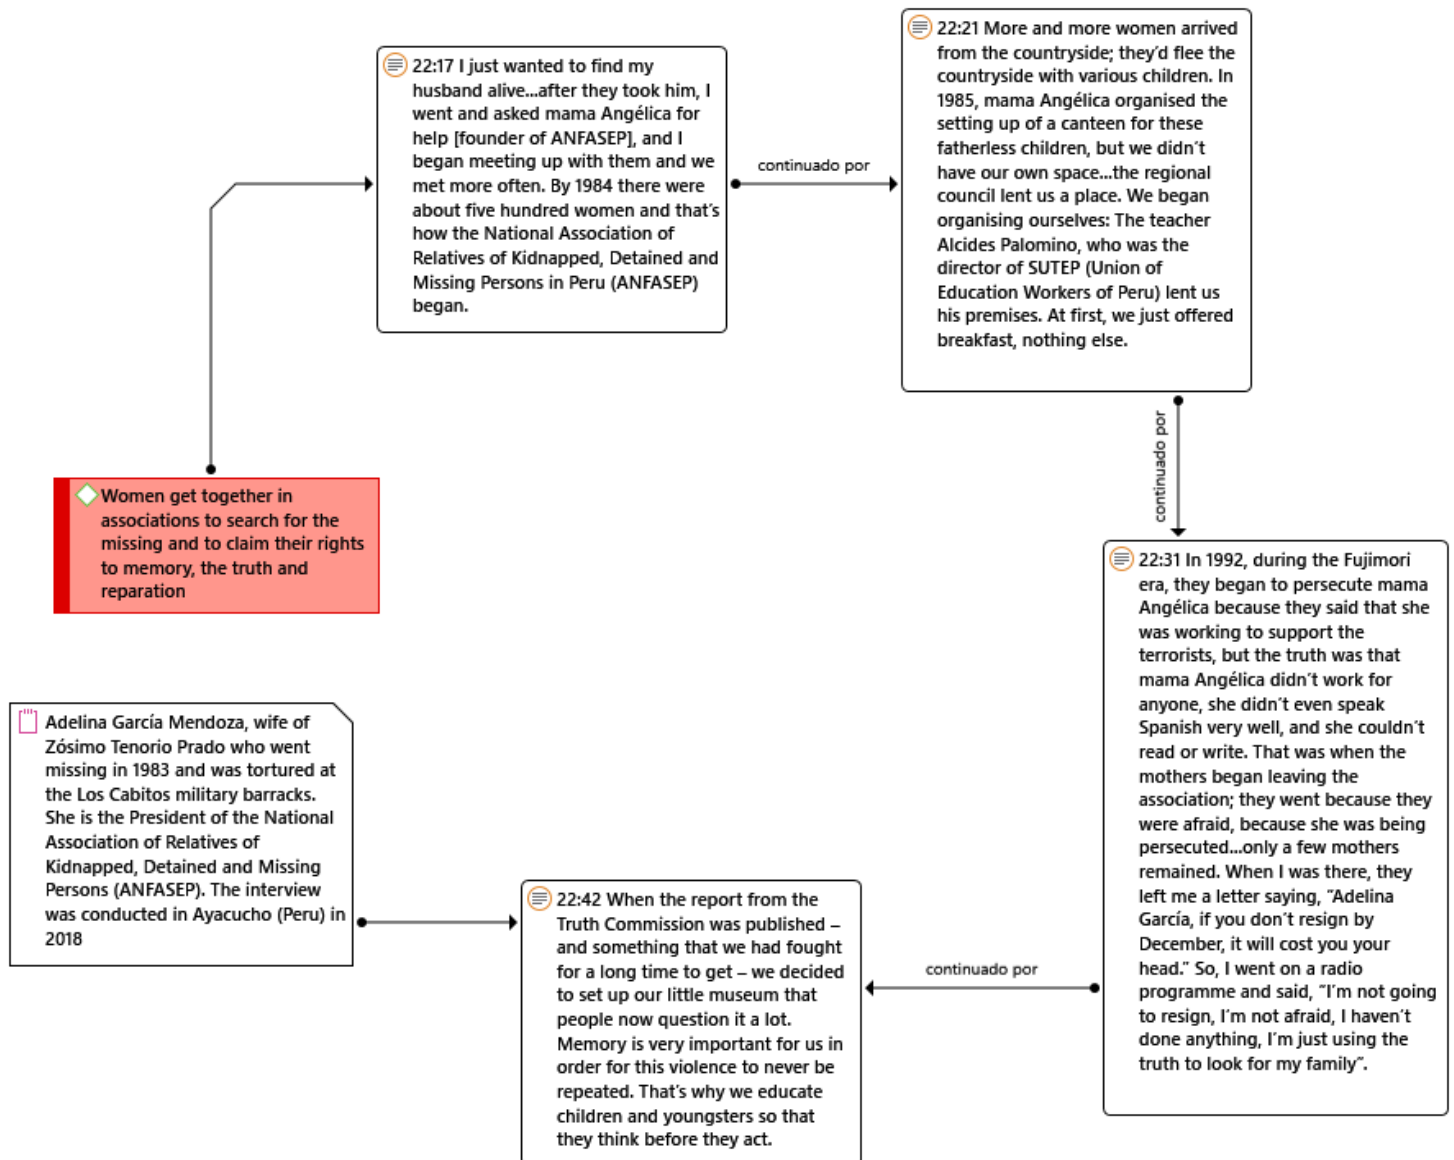 Women get together in
associations to search for the
missing and to claim their rights
to memory, the truth and
reparation
22:17 I just wanted to find my
husband alive...after they took him, I
went and asked mama Angélica for
help [founder of ANFASEP], and I
began meeting up with them and we
met more often. By 1984 there were
about five hundred women and that's
how the National Association of
Relatives of Kidnapped, Detained and
Missing Persons in Peru (ANFASEP)
began.
continuado por
22:21 More and more women arrived
from the countryside; they'd flee the
countryside with various children. In
1985, mama Angélica organised the
setting up of a canteen for these
fatherless children, but we didn´t
have our own space...the regional
council lent us a place. We began
organising ourselves: The teacher
Alcides Palomino, who was the
director of SUTEP (Union of
Education Workers of Peru) lent us
his premises. At first, we just offered
breakfast, nothing else.
continuado por
22:31 In 1992, during the Fujimori
era, they began to persecute mama
Angélica because they said that she
was working to support the
terrorists, but the truth was that
mama Angélica didn´t work for
anyone, she didn´t even speak
Spanish very well, and she couldn´t
read or write. That was when the
mothers began leaving the
association; they went because they
were afraid, because she was being
persecuted...only a few mothers
remained. When I was there, they
left me a letter saying, "Adelina
García, if you don´t resign by
December, it will cost you your
head." So, I went on a radio
programme and said, "I´m not going
to resign, I´m not afraid, I haven´t
done anything, I´m just using the
truth to look for my family".
continuado por
22:42 When the report from the
Truth Commission was published –
and something that we had fought
for a long time to get – we decided
to set up our little museum that
people now question it a lot.
Memory is very important for us in
order for this violence to never be
repeated. That's why we educate
children and youngsters so that
they think before they act.
Adelina García Mendoza, wife of
Zósimo Tenorio Prado who went
missing in 1983 and was tortured at
the Los Cabitos military barracks.
She is the President of the National
Association of Relatives of
Kidnapped, Detained and Missing
Persons (ANFASEP). The interview
was conducted in Ayacucho (Peru) in
2018